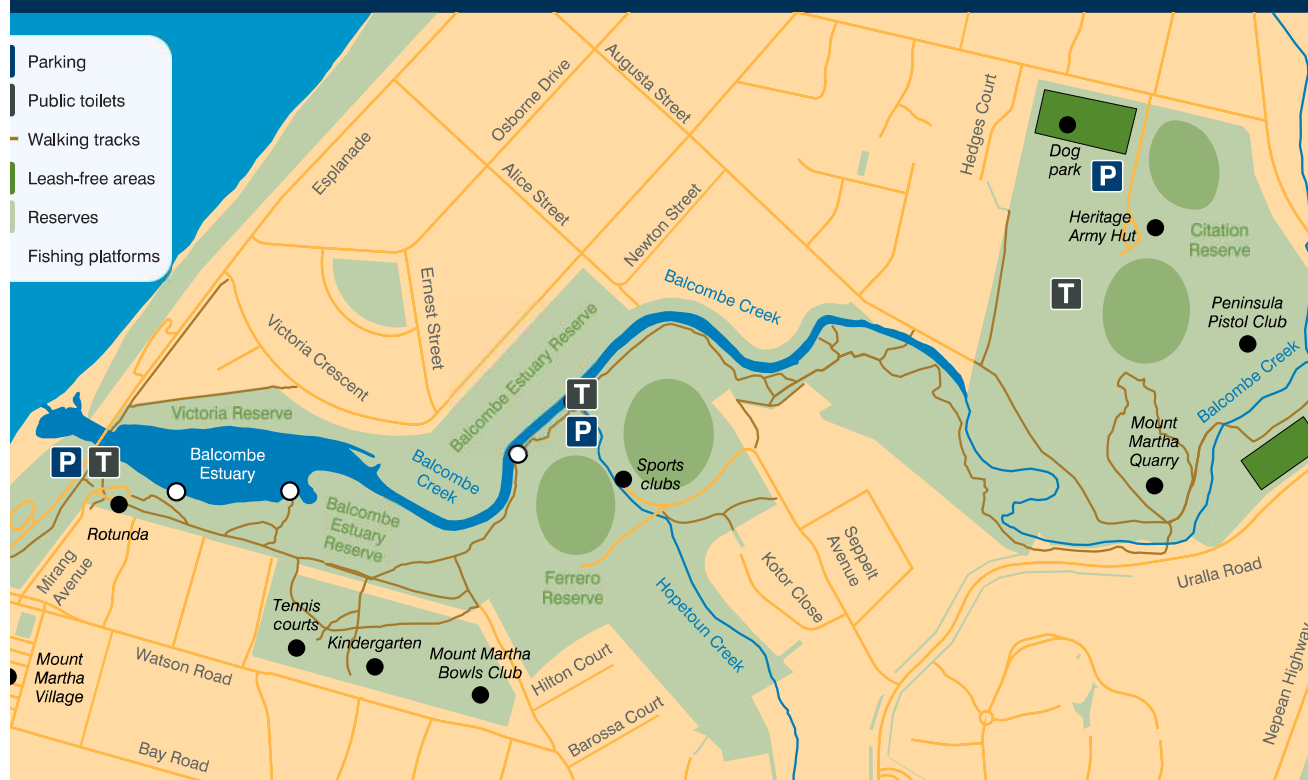 Parking
Public toilets
Walking tracks
Leash-free areas
Reserves
Fishing platforms
Esplanade
Osborne Drive
Augusta Street
Alice Street
Newton Street
Hedges Court
Dog
park
P
Heritage
Army Hut
Citation
Reserve
T
Peninsula
Pistol Club
Balcombe Creek
Balcombe Creek
Ernest Street
Victoria Crescent
Balcombe Estuary Reserve
Victoria Reserve
T
P
P
T
Balcombe
Estuary
Balcombe
Creek
Sports
clubs
Mount
Martha
Quarry
Rotunda
Balcombe
Estuary
Reserve
Mirang
Avenue
Ferrero
Reserve
Seppelt
Avenue
Kotor Close
Uralla Road
Hopetoun Creek
Tennis
courts
Kindergarten
Mount Martha
Bowls Club
Hilton Court
Barossa Court
Mount
Martha
Village
Watson Road
Bay Road
Nepean Highway